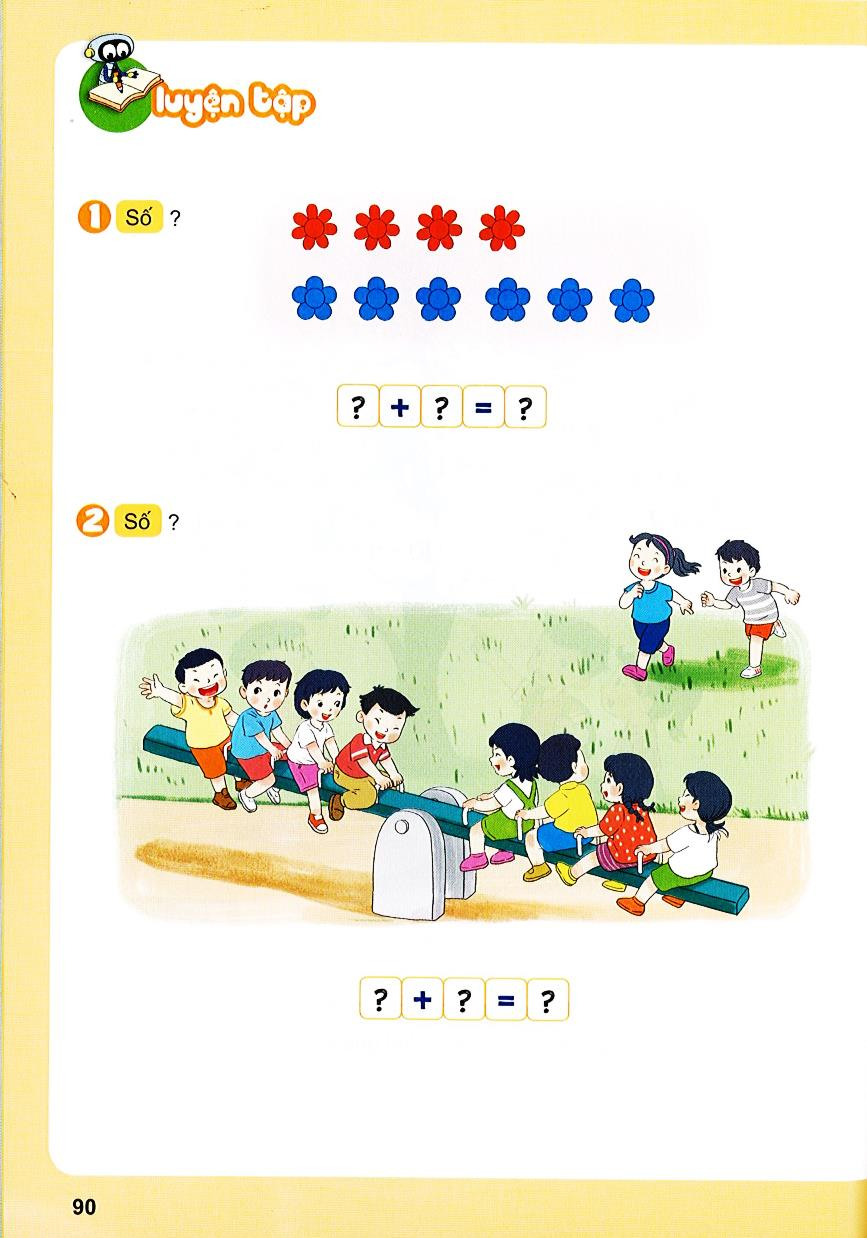 luyện tập
1 Số ?
? + ? = ?
2 Số ?
? + ? = ?
90